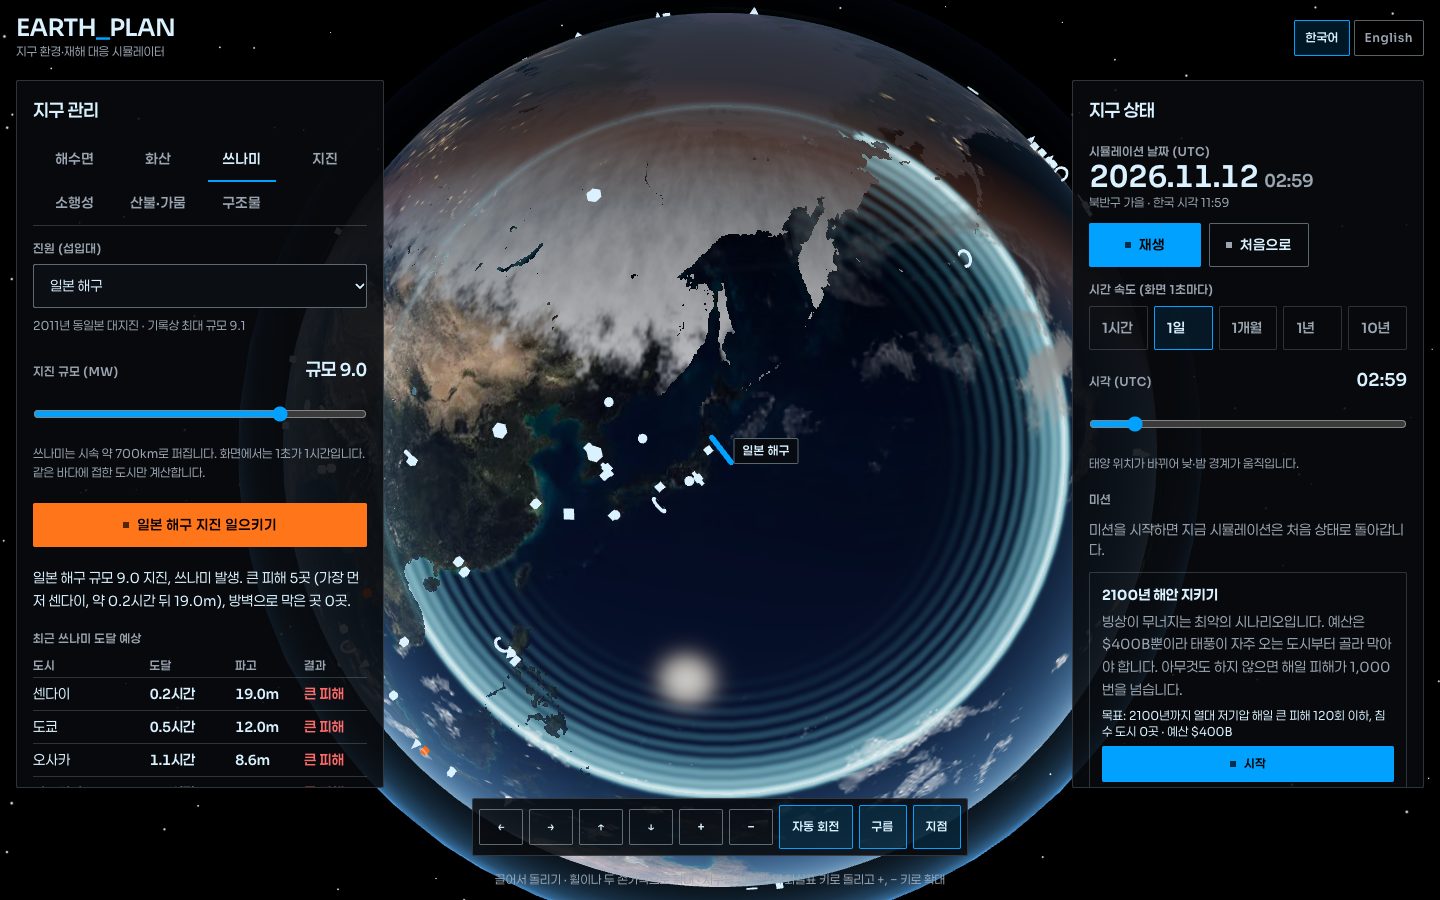 EARTH_PLAN
지구 환경·재해 대응 시뮬레이터
한국어
English
지구 관리
해수면
화산
쓰나미
지진
소행성
산불·가뭄
구조물
진원 (섭입대)
일본 해구
2011년 동일본 대지진 · 기록상 최대 규모 9.1
지진 규모 (MW)
규모 9.0
쓰나미는 시속 약 700km로 퍼집니다. 화면에서는 1초가 1시간입니다.
같은 바다에 접한 도시만 계산합니다.
일본 해구 지진 일으키기
일본 해구 규모 9.0 지진, 쓰나미 발생. 큰 피해 5곳 (가장 먼
저 센다이, 약 0.2시간 뒤 19.0m), 방벽으로 막은 곳 0곳.
최근 쓰나미 도달 예상
도시 도달 파고 결과
센다이 0.2시간 19.0m 큰 피해
도쿄 0.5시간 12.0m 큰 피해
오사카 1.1시간 8.6m 큰 피해
일본 해구
← → ↑ ↓ + −
자동 회전
구름
지점
끌어서 돌리기 · 휠이나 두 손가락으로
키로 돌리고 +, − 키로 확대
지구 상태
시뮬레이션 날짜 (UTC)
2026.11.12 02:59
북반구 가을 · 한국 시각 11:59
재생
처음으로
시간 속도 (화면 1초마다)
1시간
1일
1개월
1년
10년
시각 (UTC)
02:59
태양 위치가 바뀌어 낮·밤 경계가 움직입니다.
미션
미션을 시작하면 지금 시뮬레이션은 처음 상태로 돌아갑니
다.
2100년 해안 지키기
빙상이 무너지는 최악의 시나리오입니다. 예산은
$400B뿐이라 태풍이 자주 오는 도시부터 골라 막아
야 합니다. 아무것도 하지 않으면 해일 피해가 1,000
번을 넘습니다.
목표: 2100년까지 열대 저기압 해일 큰 피해 120회 이하, 침
수 도시 0곳 · 예산 $400B
시작